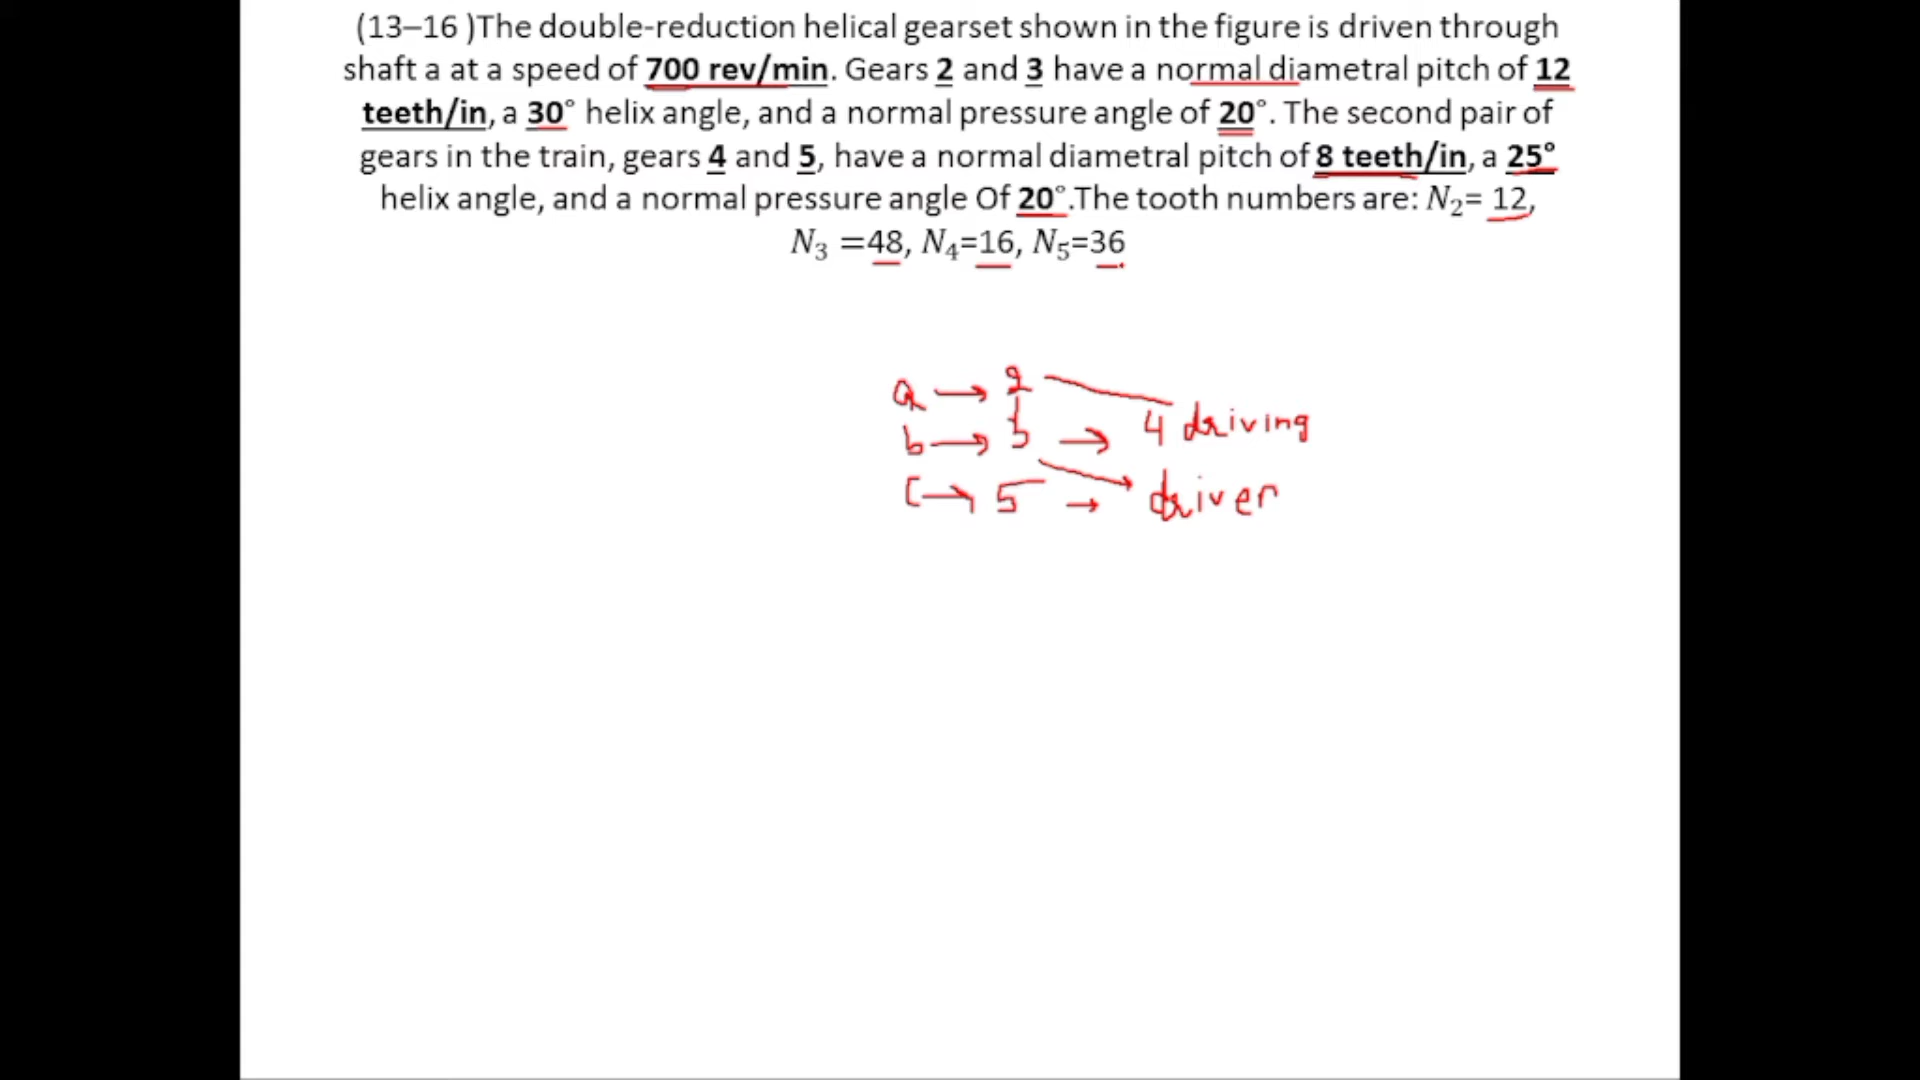 (13–16 )The double-reduction helical gearset shown in the figure is driven through
shaft a at a speed of 700 rev/min. Gears 2 and 3 have a normal diametral pitch of 12
teeth/in, a 30° helix angle, and a normal pressure angle of 20°. The second pair of
gears in the train, gears 4 and 5, have a normal diametral pitch of 8 teeth/in, a 25°
helix angle, and a normal pressure angle Of 20°.The tooth numbers are: N₂= 12,
N₃ =48, N₄=16, N₅=36
a → 2
b → 3 → 4 driving
c → 5 → driver